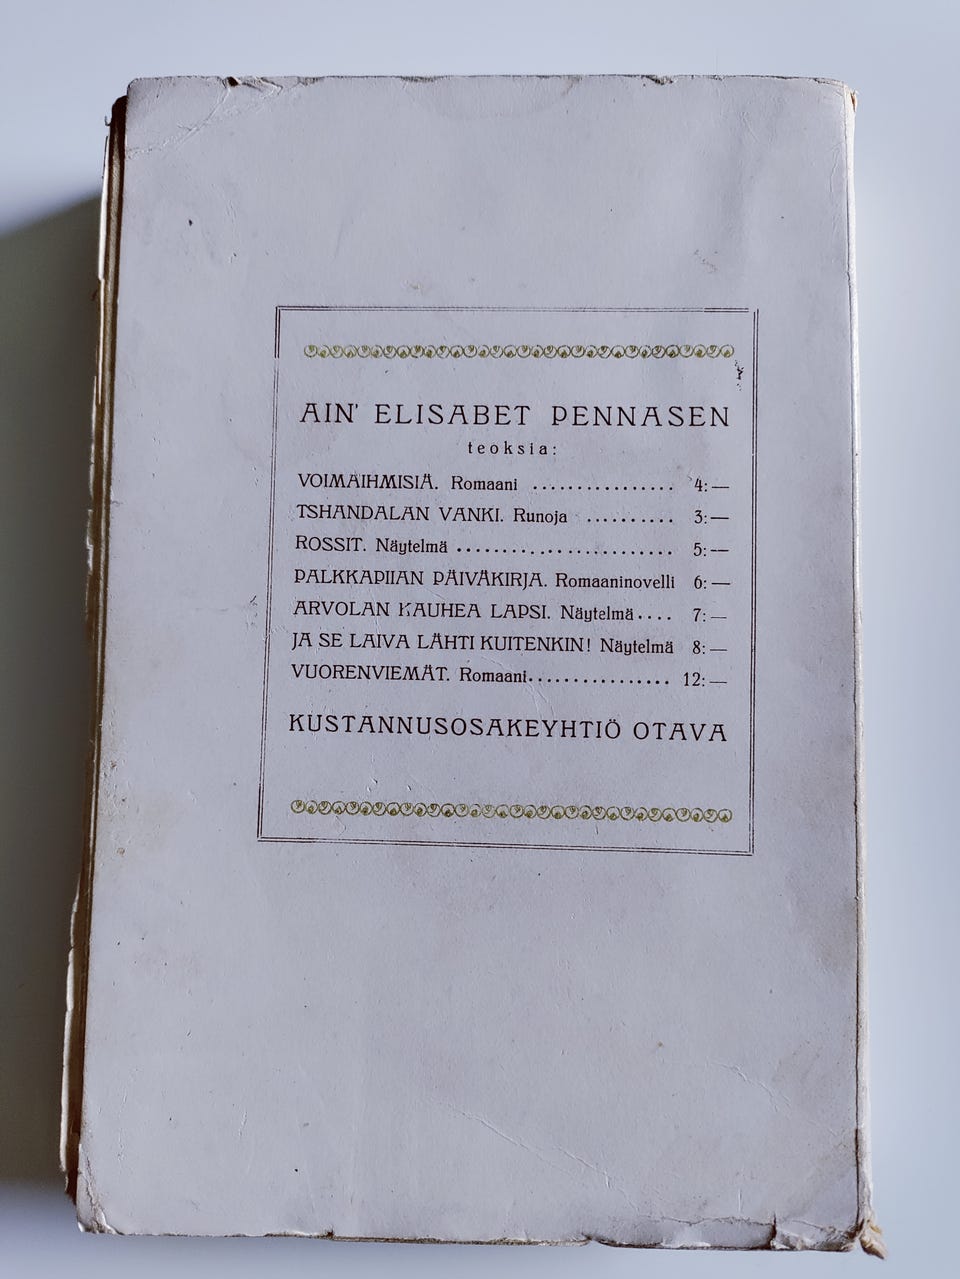 AIN' ELISABET PENNASEN
teoksia:
VOIMAIHMISIÄ. Romaani ................ 4:—
TSHANDALAN VANKI. Runoja .......... 3:—
ROSSIT. Näytelmä ........................ 5:—
PALKKAPIIAN PÄIVÄKIRJA. Romaaninovelli 6:—
ARVOLAN KAUHEA LAPSI. Näytelmä.... 7:—
JA SE LAIVA LÄHTI KUITENKIN! Näytelmä 8:—
VUORENVIEMÄT. Romaani................ 12:—
KUSTANNUSOSAKEYHTIÖ OTAVA